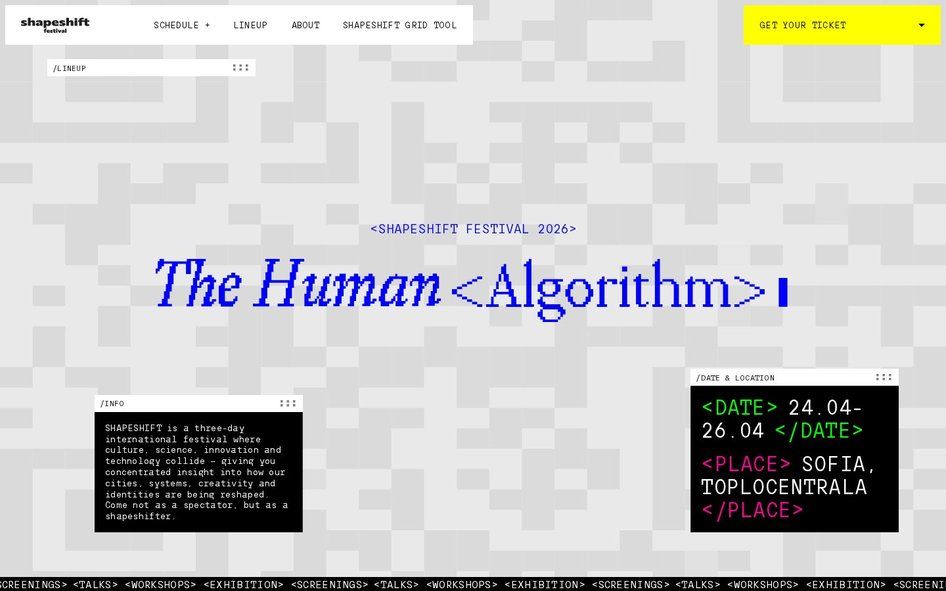 shapeshift
festival
SCHEDULE +
LINEUP
ABOUT
SHAPESHIFT GRID TOOL
GET YOUR TICKET
/LINEUP
<SHAPESHIFT FESTIVAL 2026>
The Human <Algorithm>
/INFO
SHAPESHIFT is a three-day
international festival where
culture, science, innovation and
technology collide – giving you
concentrated insight into how our
cities, systems, creativity and
identities are being reshaped.
Come not as a spectator, but as a
shapeshifter.
/DATE & LOCATION
<DATE> 24.04-
26.04 </DATE>
<PLACE> SOFIA,
TOPLOCENTRALA
</PLACE>
SCREENINGS> <TALKS> <WORKSHOPS> <EXHIBITION> <SCREENINGS> <TALKS> <WORKSHOPS> <EXHIBITION> <SCREENINGS> <TALKS> <WORKSHOPS> <EXHIBITION> <SCREENI